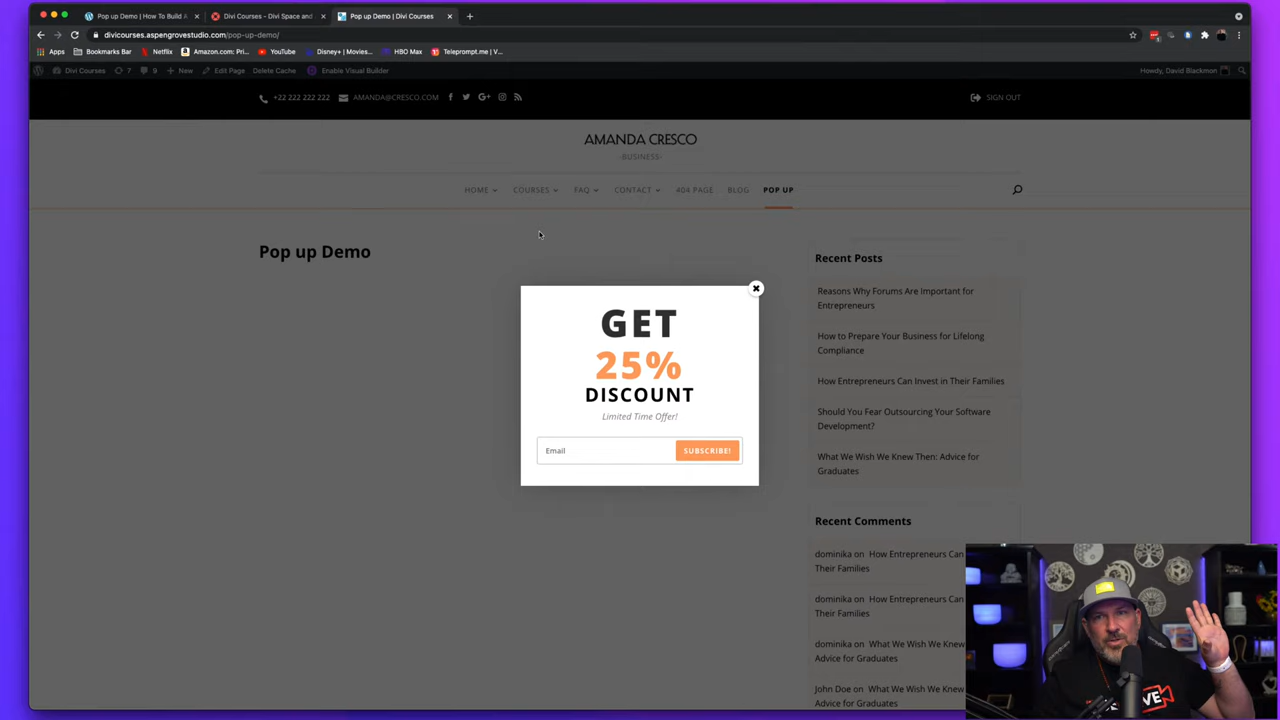 Pop up Demo | How To Build A
Divi Courses - Divi Space and
Pop up Demo | Divi Courses
divicourses.aspengrovestudio.com/pop-up-demo/
Apps
Bookmarks Bar
Netflix
Amazon.com: Pri...
YouTube
Disney+ | Movies...
HBO Max
Teleprompt.me | V...
Divi Courses
7
9
New
Edit Page
Delete Cache
Enable Visual Builder
Howdy, David Blackmon
+22 222 222 222
AMANDA@CRESCO.COM
SIGN OUT
AMANDA CRESCO
-BUSINESS-
HOME
COURSES
FAQ
CONTACT
404 PAGE
BLOG
POP UP
Pop up Demo
GET
25%
DISCOUNT
Limited Time Offer!
Email
SUBSCRIBE!
Recent Posts
Reasons Why Forums Are Important for
Entrepreneurs
How to Prepare Your Business for Lifelong
Compliance
How Entrepreneurs Can Invest in Their Families
Should You Fear Outsourcing Your Software
Development?
What We Wish We Knew Then: Advice for
Graduates
Recent Comments
dominika on How Entrepreneurs Can
Their Families
dominika on How Entrepreneurs Can
Their Families
dominika on What We Wish We Knew
Advice for Graduates
John Doe on What We Wish We Knew
Advice for Graduates